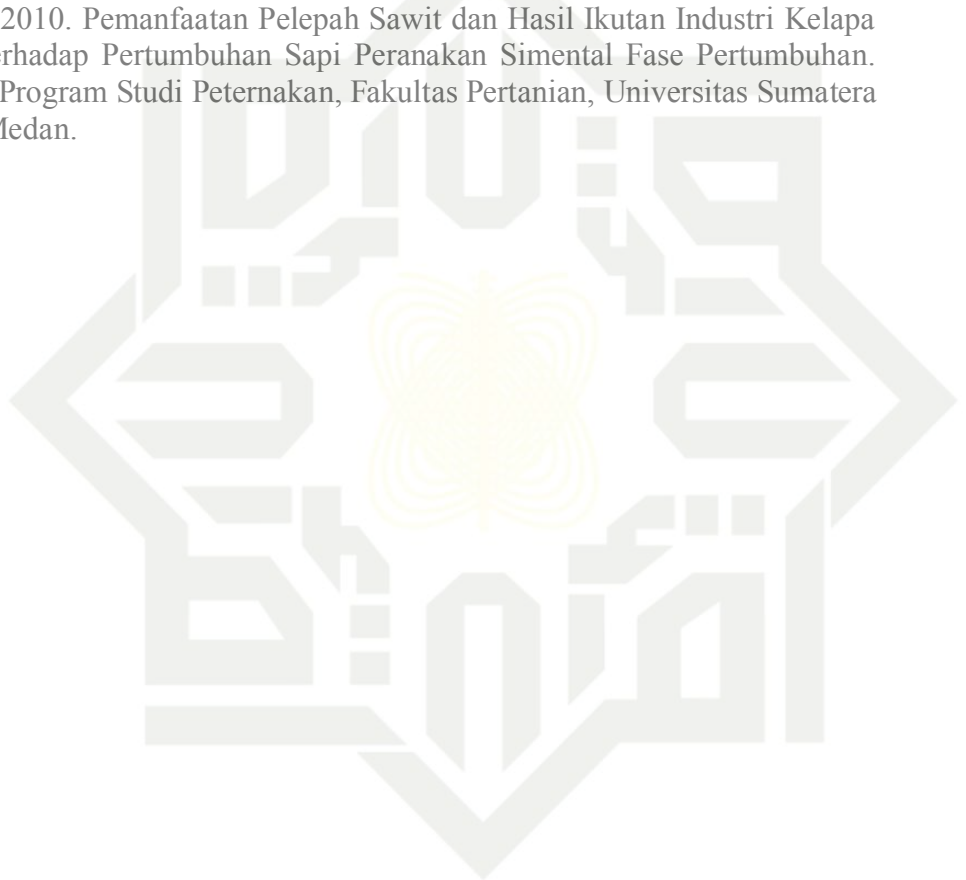 2010. Pemanfaatan Pelepah Sawit dan Hasil Ikutan Industri Kelapa
erhadap Pertumbuhan Sapi Peranakan Simental Fase Pertumbuhan.
Program Studi Peternakan, Fakultas Pertanian, Universitas Sumatera
Medan.